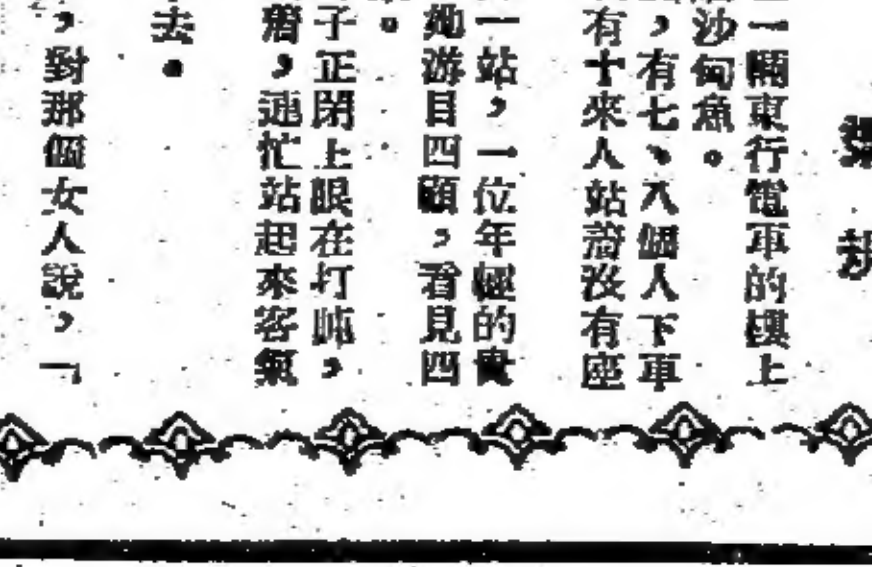 一輛東行電車的樓上
沙甸魚。
，有七、八個人下車
有十來人站着沒有座
一站，一位年輕的貴
她游目四顧，看見四
。
子正閉上眼在打盹，
，連忙站起來客氣
去。
，對那個女人說，「